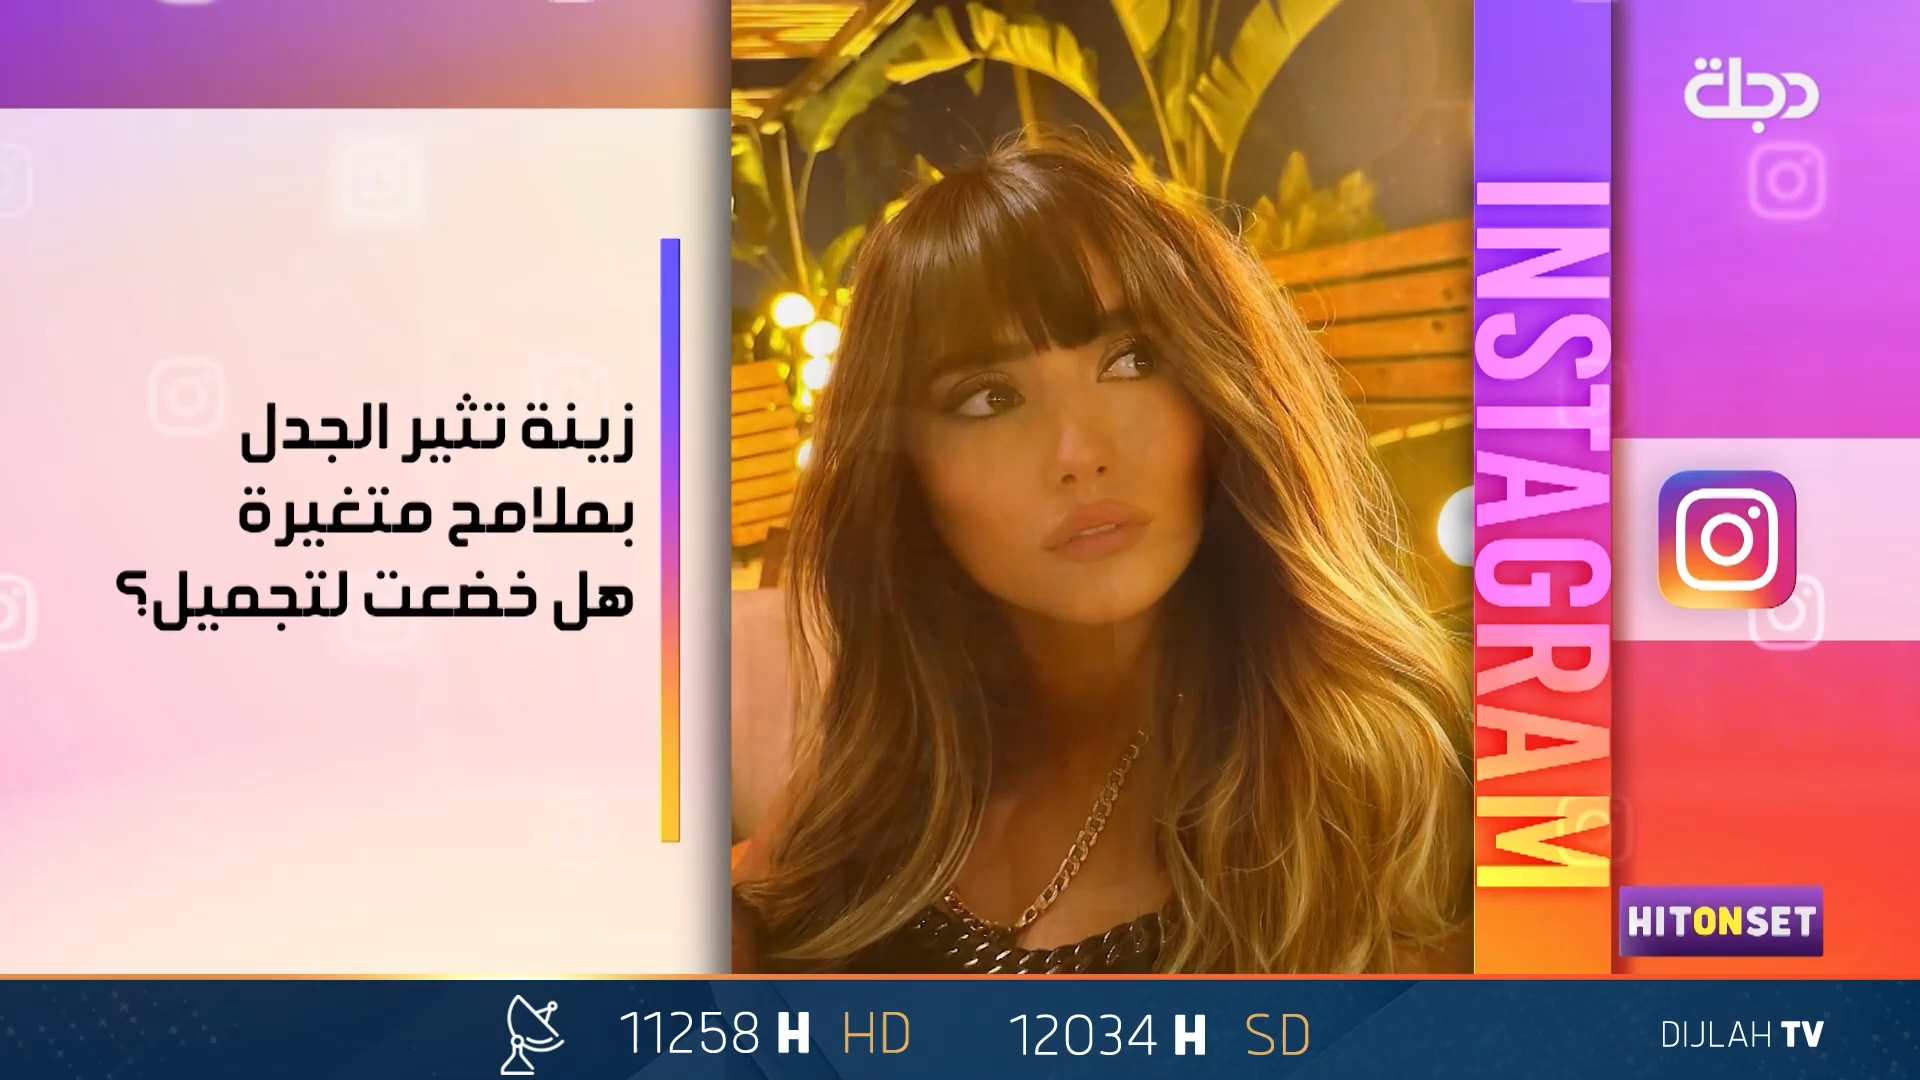 دجلة
INSTAGRAM
زينة تثير الجدل
بملامح متغيرة
هل خضعت لتجميل؟
HITONSET
11258 H HD 12034 H SD
DIJLAH TV